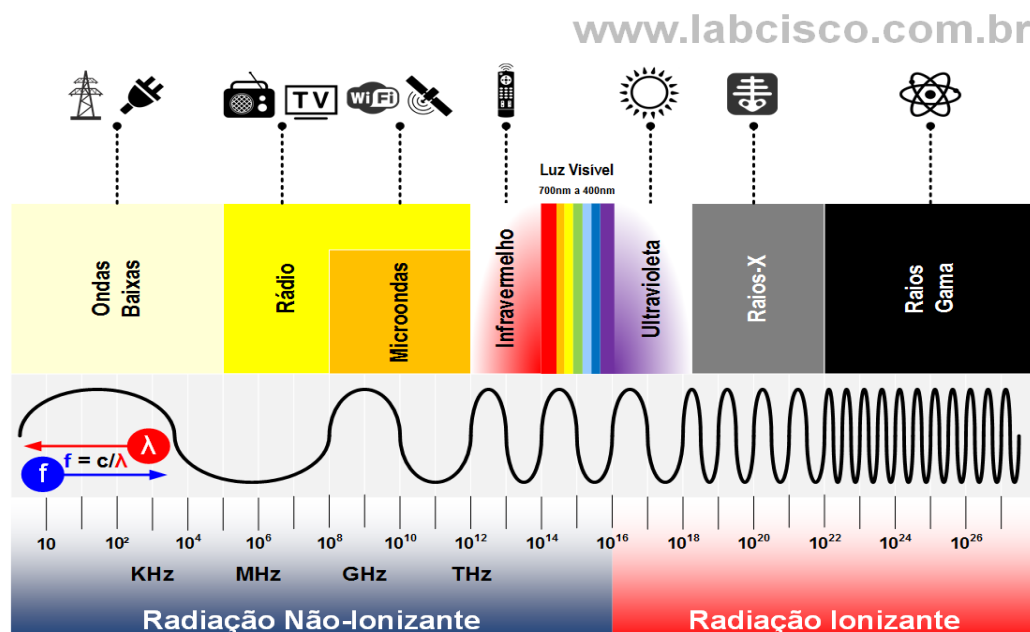 www.labcisco.com.br
TV
WiFi
Luz Visivel
700nm a 400nm
Ondas
Baixas
Rádio
Microondas
Infravermelho
Ultravioleta
Raios-X
Raios
Gama
λ
f = c/λ
f
10 10² 10⁴ 10⁶ 10⁸ 10¹⁰ 10¹² 10¹⁴ 10¹⁶ 10¹⁸ 10²⁰ 10²² 10²⁴ 10²⁶
KHz MHz GHz THz
Radiação Não-Ionizante Radiação Ionizante